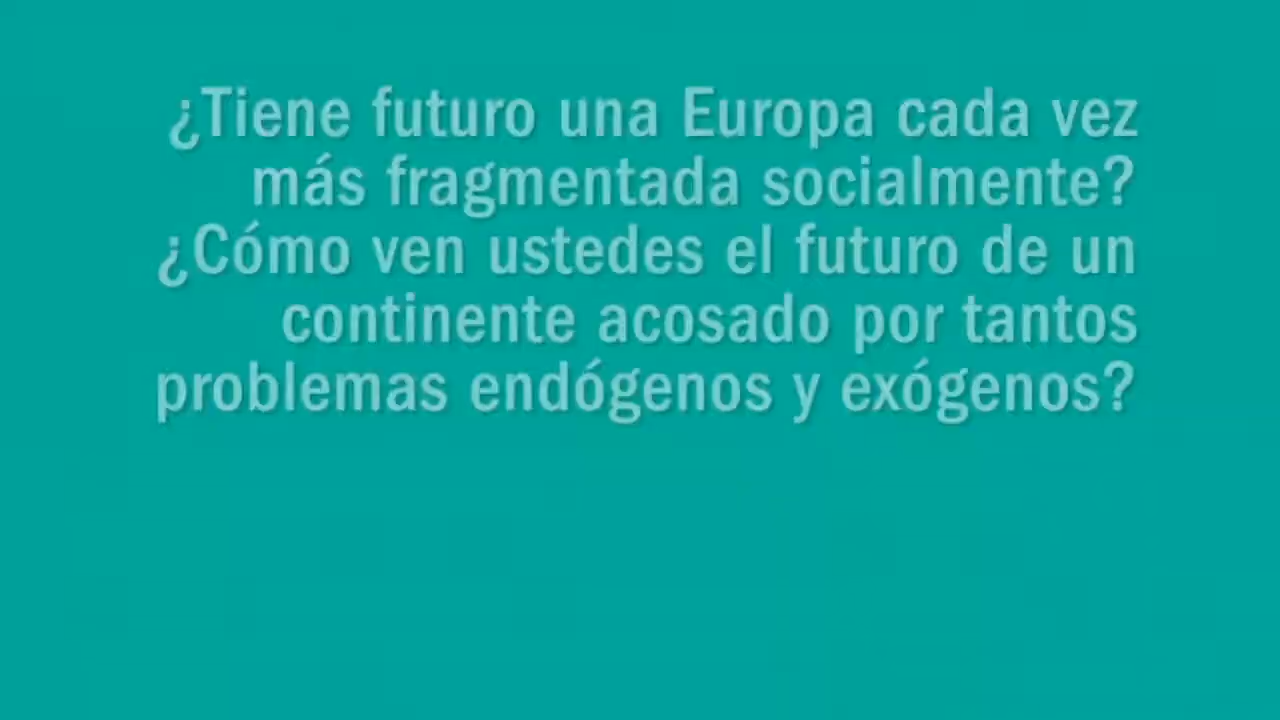 ¿Tiene futuro una Europa cada vez
más fragmentada socialmente?
¿Cómo ven ustedes el futuro de un
continente acosado por tantos
problemas endógenos y exógenos?